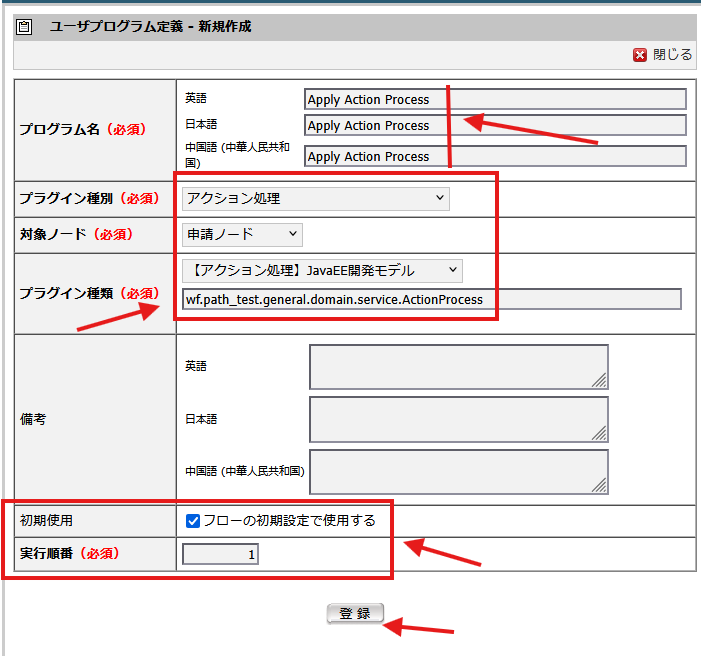 ユーザプログラム定義 - 新規作成
閉じる
プログラム名（必須）
英語
Apply Action Process
日本語
Apply Action Process
中国語 (中華人民共和
国)
Apply Action Process
プラグイン種別（必須）
アクション処理
対象ノード（必須）
申請ノード
プラグイン種類（必須）
【アクション処理】JavaEE開発モデル
wf.path_test.general.domain.service.ActionProcess
備考
英語
日本語
中国語 (中華人民共和国)
初期使用
フローの初期設定で使用する
実行順番（必須）
1
登 録